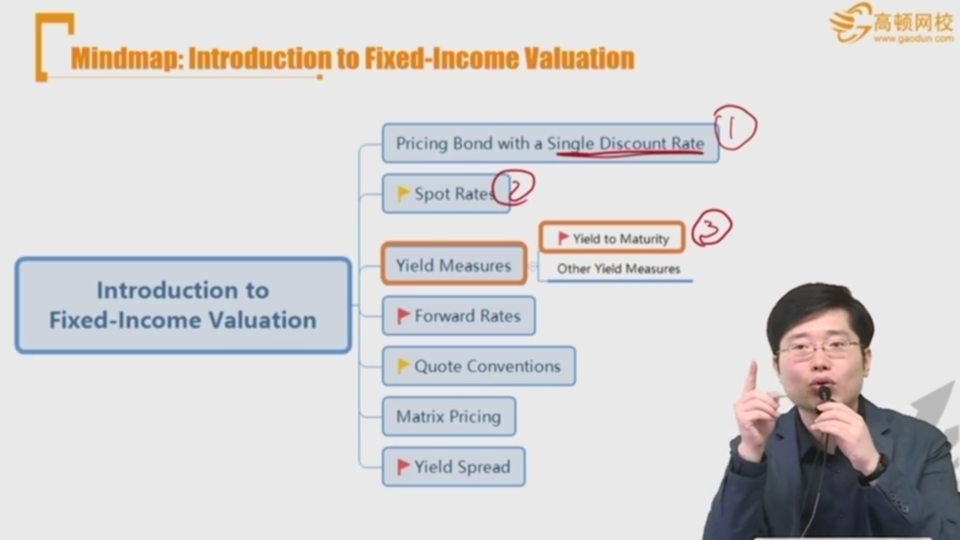 高顿网校
www.gaodun.com
Mindmap: Introduction to Fixed-Income Valuation
Pricing Bond with a Single Discount Rate
1
Spot Rates
2
Yield to Maturity
3
Yield Measures
Other Yield Measures
Introduction to
Fixed-Income Valuation
Forward Rates
Quote Conventions
Matrix Pricing
Yield Spread